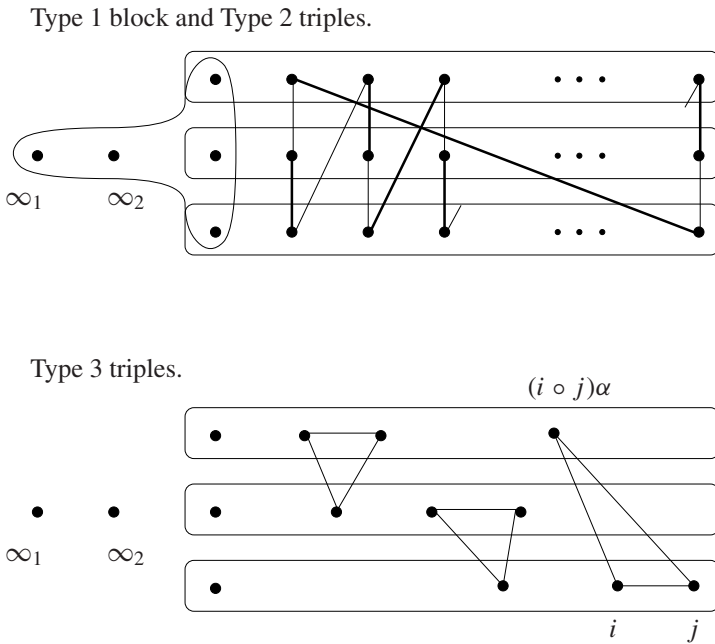 Type 1 block and Type 2 triples.
∞₁ ∞₂
Type 3 triples.
(i ∘ j)α
∞₁ ∞₂
i j